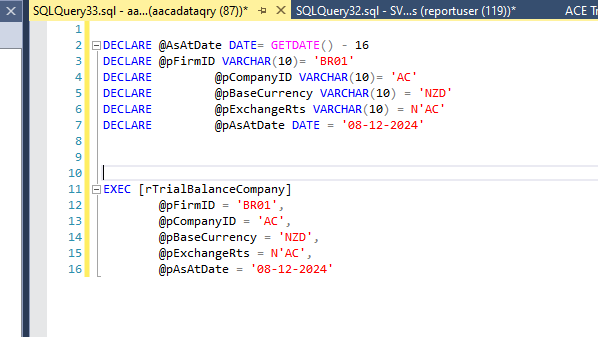 SQLQuery33.sql - aa...(aacadataqry (87))* SQLQuery32.sql - SV...s (reportuser (119))* ACE Tr
1
2 DECLARE @AsAtDate DATE= GETDATE() - 16
3 DECLARE @pFirmID VARCHAR(10)= 'BR01'
4 DECLARE @pCompanyID VARCHAR(10)= 'AC'
5 DECLARE @pBaseCurrency VARCHAR(10) = 'NZD'
6 DECLARE @pExchangeRts VARCHAR(10) = N'AC'
7 DECLARE @pAsAtDate DATE = '08-12-2024'
8
9
10
11 EXEC [rTrialBalanceCompany]
12 @pFirmID = 'BR01',
13 @pCompanyID = 'AC',
14 @pBaseCurrency = 'NZD',
15 @pExchangeRts = N'AC',
16 @pAsAtDate = '08-12-2024'